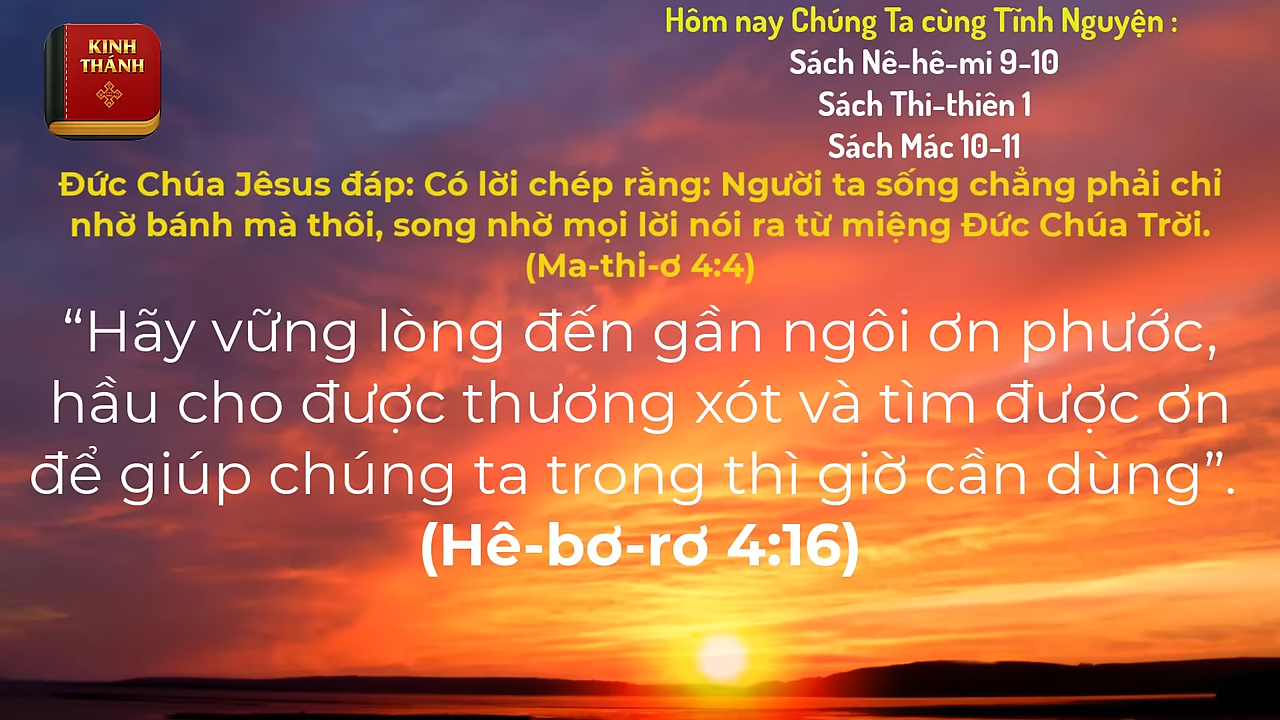 KINH
THÁNH
Hôm nay Chúng Ta cùng Tĩnh Nguyện :
Sách Nê-hê-mi 9-10
Sách Thi-thiên 1
Sách Mác 10-11
Đức Chúa Jêsus đáp: Có lời chép rằng: Người ta sống chẳng phải chỉ
nhờ bánh mà thôi, song nhờ mọi lời nói ra từ miệng Đức Chúa Trời.
(Ma-thi-ơ 4:4)
“Hãy vững lòng đến gần ngôi ơn phước,
hầu cho được thương xót và tìm được ơn
để giúp chúng ta trong thì giờ cần dùng”.
(Hê-bơ-rơ 4:16)